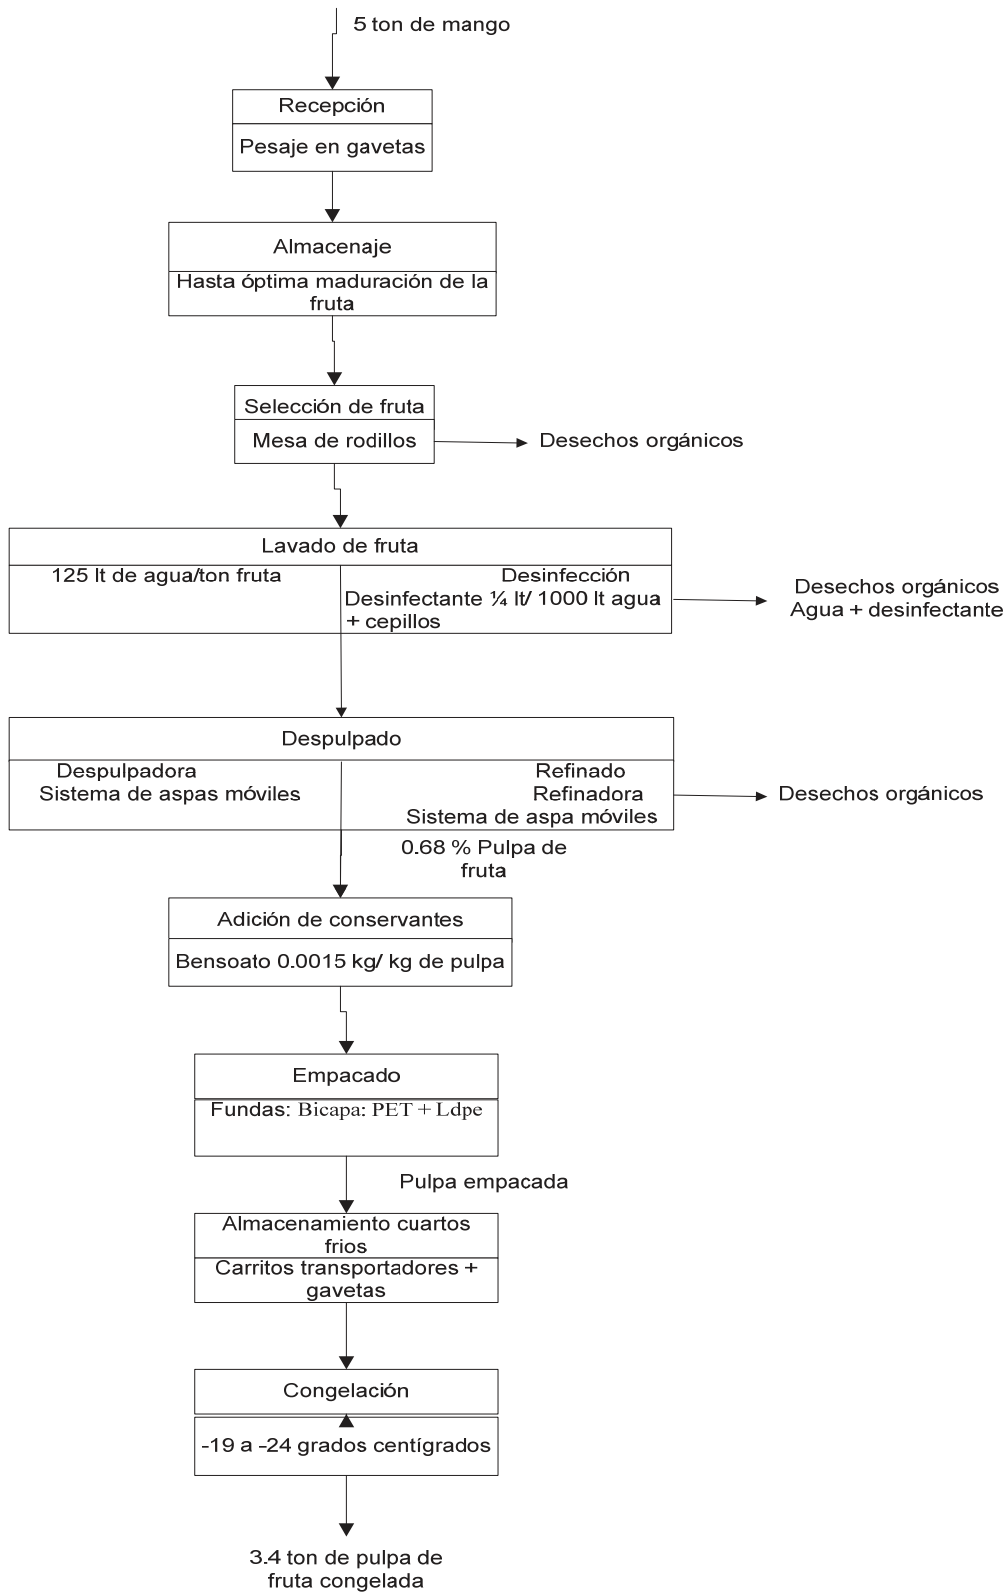 5 ton de mango
Recepción
Pesaje en gavetas
Almacenaje
Hasta óptima maduración de la
fruta
Selección de fruta
Mesa de rodillos
Desechos orgánicos
Lavado de fruta
125 lt de agua/ton fruta
Desinfección
Desinfectante ¼ lt/ 1000 lt agua
+ cepillos
Desechos orgánicos
Agua + desinfectante
Despulpado
Despulpadora
Sistema de aspas móviles
Refinado
Refinadora
Sistema de aspa móviles
Desechos orgánicos
0.68 % Pulpa de
fruta
Adición de conservantes
Bensoato 0.0015 kg/ kg de pulpa
Empacado
Fundas: Bicapa: PET + Ldpe
Pulpa empacada
Almacenamiento cuartos
frios
Carritos transportadores +
gavetas
Congelación
-19 a -24 grados centígrados
3.4 ton de pulpa de
fruta congelada